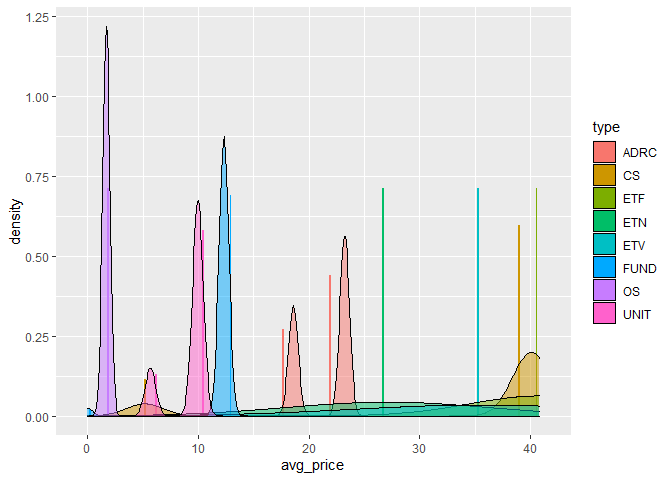 1.25
1.00
0.75
0.50
0.25
0.00
density
0
10
20
30
40
avg_price
type
ADRC
CS
ETF
ETN
ETV
FUND
OS
UNIT